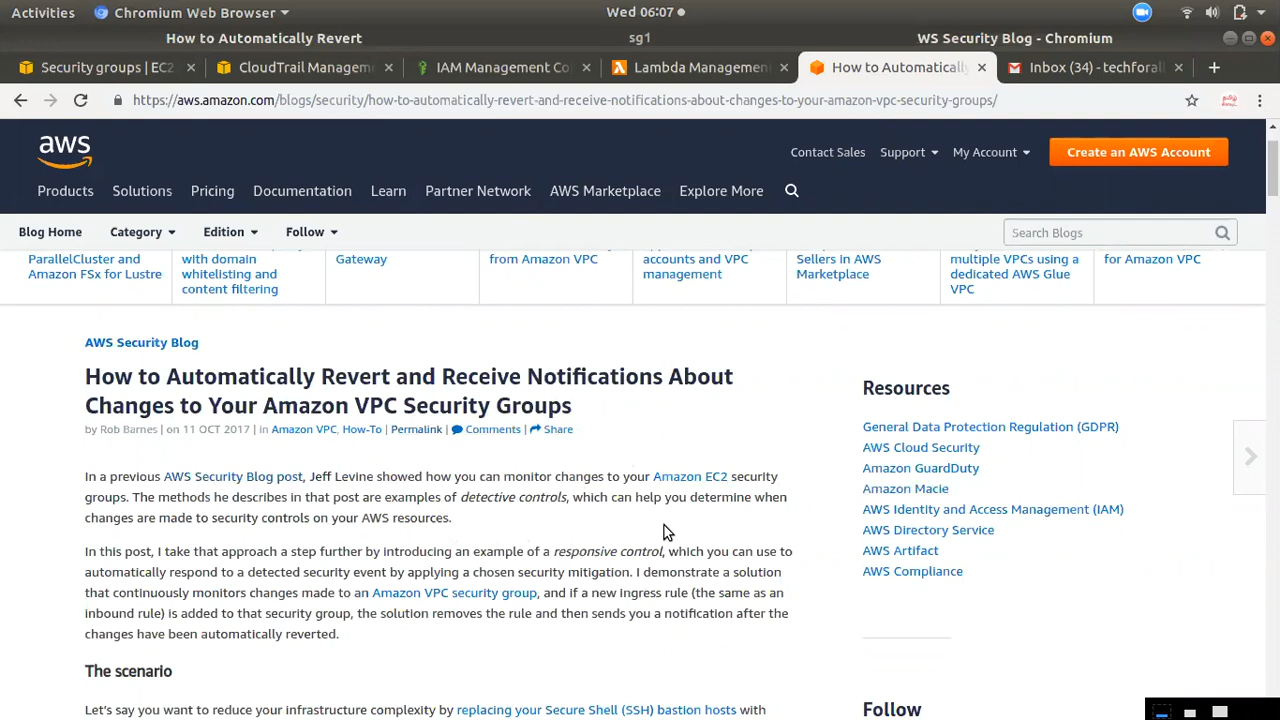 Activities
Chromium Web Browser
Wed 06:07
How to Automatically Revert
sg1
WS Security Blog - Chromium
Security groups | EC2
CloudTrail Managem
IAM Management Co
Lambda Management
How to Automatically
Inbox (34) - techforall
https://aws.amazon.com/blogs/security/how-to-automatically-revert-and-receive-notifications-about-changes-to-your-amazon-vpc-security-groups/
aws
Contact Sales
Support
My Account
Create an AWS Account
Products
Solutions
Pricing
Documentation
Learn
Partner Network
AWS Marketplace
Explore More
Blog Home
Category
Edition
Follow
Search Blogs
ParallelCluster and
Amazon FSx for Lustre
with domain
whitelisting and
content filtering
Gateway
from Amazon VPC
accounts and VPC
management
Sellers in AWS
Marketplace
multiple VPCs using a
dedicated AWS Glue
VPC
for Amazon VPC
AWS Security Blog
How to Automatically Revert and Receive Notifications About
Changes to Your Amazon VPC Security Groups
by Rob Barnes | on 11 OCT 2017 | in Amazon VPC, How-To | Permalink | Comments | Share
In a previous AWS Security Blog post, Jeff Levine showed how you can monitor changes to your Amazon EC2 security
groups. The methods he describes in that post are examples of detective controls, which can help you determine when
changes are made to security controls on your AWS resources.
In this post, I take that approach a step further by introducing an example of a responsive control, which you can use to
automatically respond to a detected security event by applying a chosen security mitigation. I demonstrate a solution
that continuously monitors changes made to an Amazon VPC security group, and if a new ingress rule (the same as an
inbound rule) is added to that security group, the solution removes the rule and then sends you a notification after the
changes have been automatically reverted.
The scenario
Let's say you want to reduce your infrastructure complexity by replacing your Secure Shell (SSH) bastion hosts with
Resources
General Data Protection Regulation (GDPR)
AWS Cloud Security
Amazon GuardDuty
Amazon Macie
AWS Identity and Access Management (IAM)
AWS Directory Service
AWS Artifact
AWS Compliance
Follow